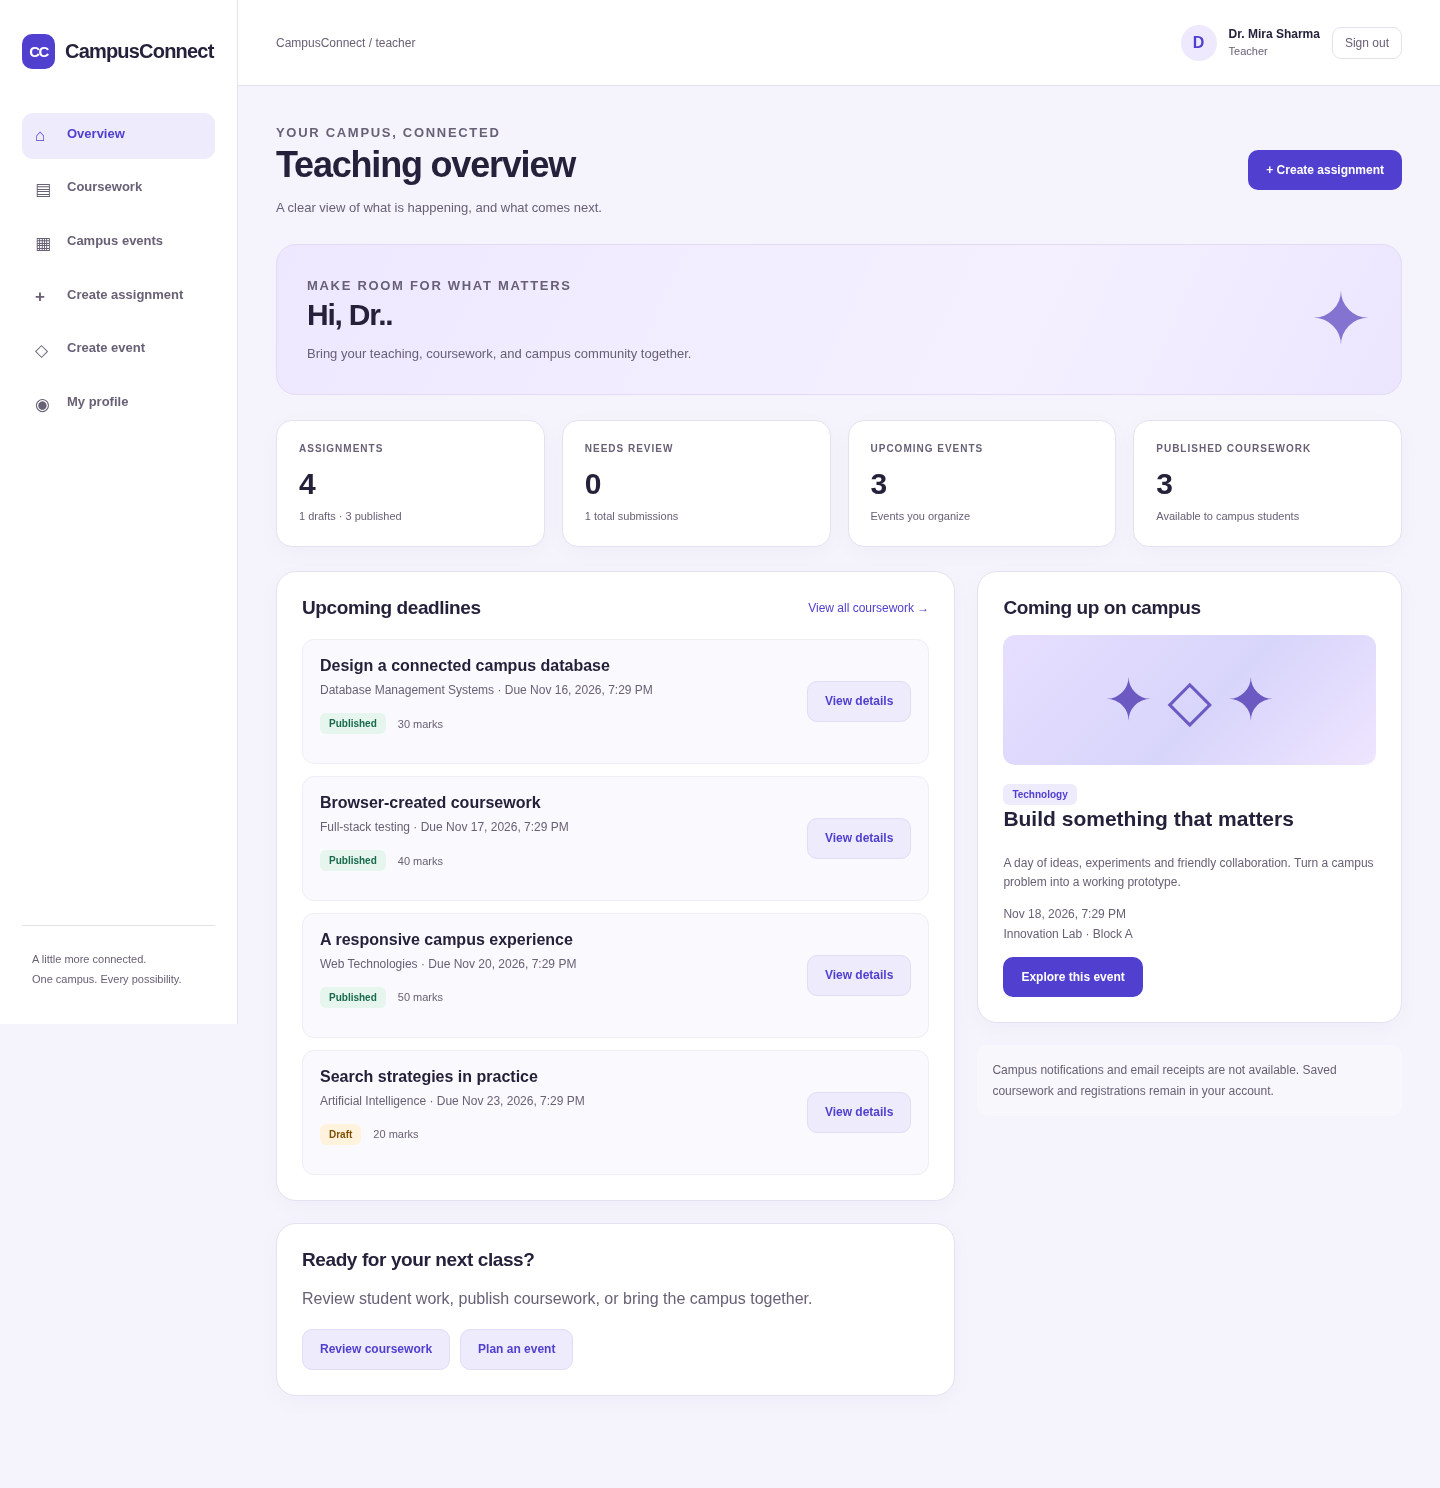 CC CampusConnect
Overview
Coursework
Campus events
+ Create assignment
Create event
My profile
A little more connected.
One campus. Every possibility.
CampusConnect / teacher
D
Dr. Mira Sharma
Teacher
Sign out
YOUR CAMPUS, CONNECTED
Teaching overview
A clear view of what is happening, and what comes next.
+ Create assignment
MAKE ROOM FOR WHAT MATTERS
Hi, Dr..
Bring your teaching, coursework, and campus community together.
ASSIGNMENTS
4
1 drafts · 3 published
NEEDS REVIEW
0
1 total submissions
UPCOMING EVENTS
3
Events you organize
PUBLISHED COURSEWORK
3
Available to campus students
Upcoming deadlines
View all coursework →
Design a connected campus database
Database Management Systems · Due Nov 16, 2026, 7:29 PM
Published 30 marks
View details
Browser-created coursework
Full-stack testing · Due Nov 17, 2026, 7:29 PM
Published 40 marks
View details
A responsive campus experience
Web Technologies · Due Nov 20, 2026, 7:29 PM
Published 50 marks
View details
Search strategies in practice
Artificial Intelligence · Due Nov 23, 2026, 7:29 PM
Draft 20 marks
View details
Ready for your next class?
Review student work, publish coursework, or bring the campus together.
Review coursework
Plan an event
Coming up on campus
Technology
Build something that matters
A day of ideas, experiments and friendly collaboration. Turn a campus
problem into a working prototype.
Nov 18, 2026, 7:29 PM
Innovation Lab · Block A
Explore this event
Campus notifications and email receipts are not available. Saved
coursework and registrations remain in your account.